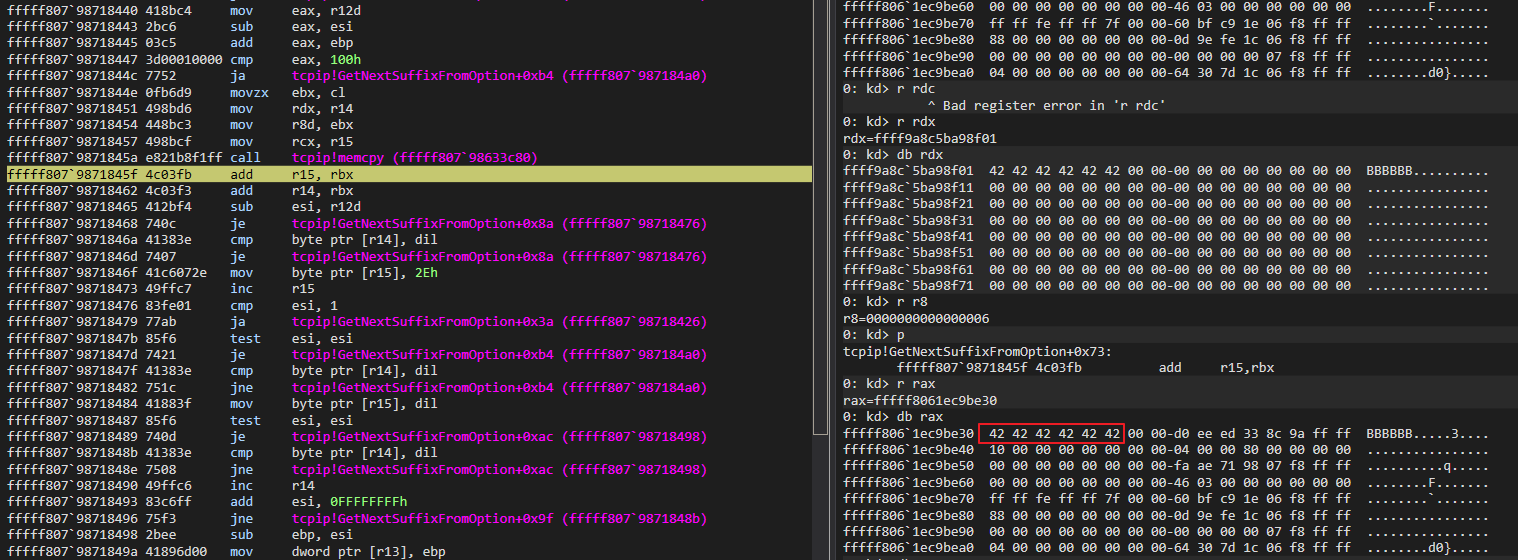 fffff807`98718440 418bc4 mov eax, r12d
fffff807`98718443 2bc6 sub eax, esi
fffff807`98718445 03c5 add eax, ebp
fffff807`98718447 3d00010000 cmp eax, 100h
fffff807`9871844c 7752 ja tcpip!GetNextSuffixFromOption+0xb4 (fffff807`987184a0)
fffff807`9871844e 0fb6d9 movzx ebx, cl
fffff807`98718451 498bd6 mov rdx, r14
fffff807`98718454 448bc3 mov r8d, ebx
fffff807`98718457 498bcf mov rcx, r15
fffff807`9871845a e821b8f1ff call tcpip!memcpy (fffff807`98633c80)
fffff807`9871845f 4c03fb add r15, rbx
fffff807`98718462 4c03f3 add r14, rbx
fffff807`98718465 412bf4 sub esi, r12d
fffff807`98718468 740c je tcpip!GetNextSuffixFromOption+0x8a (fffff807`98718476)
fffff807`9871846a 41383e cmp byte ptr [r14], dil
fffff807`9871846d 7407 je tcpip!GetNextSuffixFromOption+0x8a (fffff807`98718476)
fffff807`9871846f 41c6072e mov byte ptr [r15], 2Eh
fffff807`98718473 49ffc7 inc r15
fffff807`98718476 83fe01 cmp esi, 1
fffff807`98718479 77ab ja tcpip!GetNextSuffixFromOption+0x3a (fffff807`98718426)
fffff807`9871847b 85f6 test esi, esi
fffff807`9871847d 7421 je tcpip!GetNextSuffixFromOption+0xb4 (fffff807`987184a0)
fffff807`9871847f 41383e cmp byte ptr [r14], dil
fffff807`98718482 751c jne tcpip!GetNextSuffixFromOption+0xb4 (fffff807`987184a0)
fffff807`98718484 41883f mov byte ptr [r15], dil
fffff807`98718487 85f6 test esi, esi
fffff807`98718489 740d je tcpip!GetNextSuffixFromOption+0xac (fffff807`98718498)
fffff807`9871848b 41383e cmp byte ptr [r14], dil
fffff807`9871848e 7508 jne tcpip!GetNextSuffixFromOption+0xac (fffff807`98718498)
fffff807`98718490 49ffc6 inc r14
fffff807`98718493 83c6ff add esi, 0FFFFFFFFh
fffff807`98718496 75f3 jne tcpip!GetNextSuffixFromOption+0x9f (fffff807`9871848b)
fffff807`98718498 2bee sub ebp, esi
fffff807`9871849a 41896d00 mov dword ptr [r13], ebp
fffff806`1ec9be60 00 00 00 00 00 00 00 00-46 03 00 00 00 00 00 00 ........F.......
fffff806`1ec9be70 ff ff fe ff ff 7f 00 00-60 bf c9 1e 06 f8 ff ff ........`.......
fffff806`1ec9be80 88 00 00 00 00 00 00 00-0d 9e fe 1c 06 f8 ff ff ................
fffff806`1ec9be90 00 00 00 00 00 00 00 00-00 00 00 00 07 f8 ff ff ................
fffff806`1ec9bea0 04 00 00 00 00 00 00 00-64 30 7d 1c 06 f8 ff ff ........d0}.....
0: kd> r rdc
^ Bad register error in 'r rdc'
0: kd> r rdx
rdx=ffff9a8c5ba98f01
0: kd> db rdx
ffff9a8c`5ba98f01 42 42 42 42 42 42 00 00-00 00 00 00 00 00 00 00 BBBBBB..........
ffff9a8c`5ba98f11 00 00 00 00 00 00 00 00-00 00 00 00 00 00 00 00 ................
ffff9a8c`5ba98f21 00 00 00 00 00 00 00 00-00 00 00 00 00 00 00 00 ................
ffff9a8c`5ba98f31 00 00 00 00 00 00 00 00-00 00 00 00 00 00 00 00 ................
ffff9a8c`5ba98f41 00 00 00 00 00 00 00 00-00 00 00 00 00 00 00 00 ................
ffff9a8c`5ba98f51 00 00 00 00 00 00 00 00-00 00 00 00 00 00 00 00 ................
ffff9a8c`5ba98f61 00 00 00 00 00 00 00 00-00 00 00 00 00 00 00 00 ................
ffff9a8c`5ba98f71 00 00 00 00 00 00 00 00-00 00 00 00 00 00 00 00 ................
0: kd> r r8
r8=0000000000000006
0: kd> p
tcpip!GetNextSuffixFromOption+0x73:
fffff807`9871845f 4c03fb add r15,rbx
0: kd> r rax
rax=fffff8061ec9be30
0: kd> db rax
fffff806`1ec9be30 42 42 42 42 42 42 00 00-d0 ee ed 33 8c 9a ff ff BBBBBB.....3....
fffff806`1ec9be40 10 00 00 00 00 00 00 00-04 00 00 80 00 00 00 00 ................
fffff806`1ec9be50 00 00 00 00 00 00 00 00-fa ae 71 98 07 f8 ff ff ..........q.....
fffff806`1ec9be60 00 00 00 00 00 00 00 00-46 03 00 00 00 00 00 00 ........F.......
fffff806`1ec9be70 ff ff fe ff ff 7f 00 00-60 bf c9 1e 06 f8 ff ff ........`.......
fffff806`1ec9be80 88 00 00 00 00 00 00 00-0d 9e fe 1c 06 f8 ff ff ................
fffff806`1ec9be90 00 00 00 00 00 00 00 00-00 00 00 00 07 f8 ff ff ................
fffff806`1ec9bea0 04 00 00 00 00 00 00 00-64 30 7d 1c 06 f8 ff ff ........d0}.....